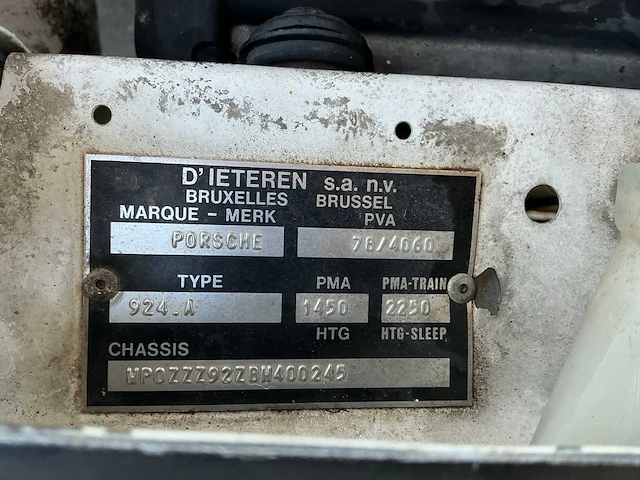 D'IETEREN s.a. n.v.
BRUXELLES BRUSSEL
MARQUE - MERK PVA
PORSCHE 78/4060
TYPE PMA PMA-TRAIN
924.A 1450 2250
HTG HTG-SLEEP
CHASSIS
WP0ZZZ92ZBN400245